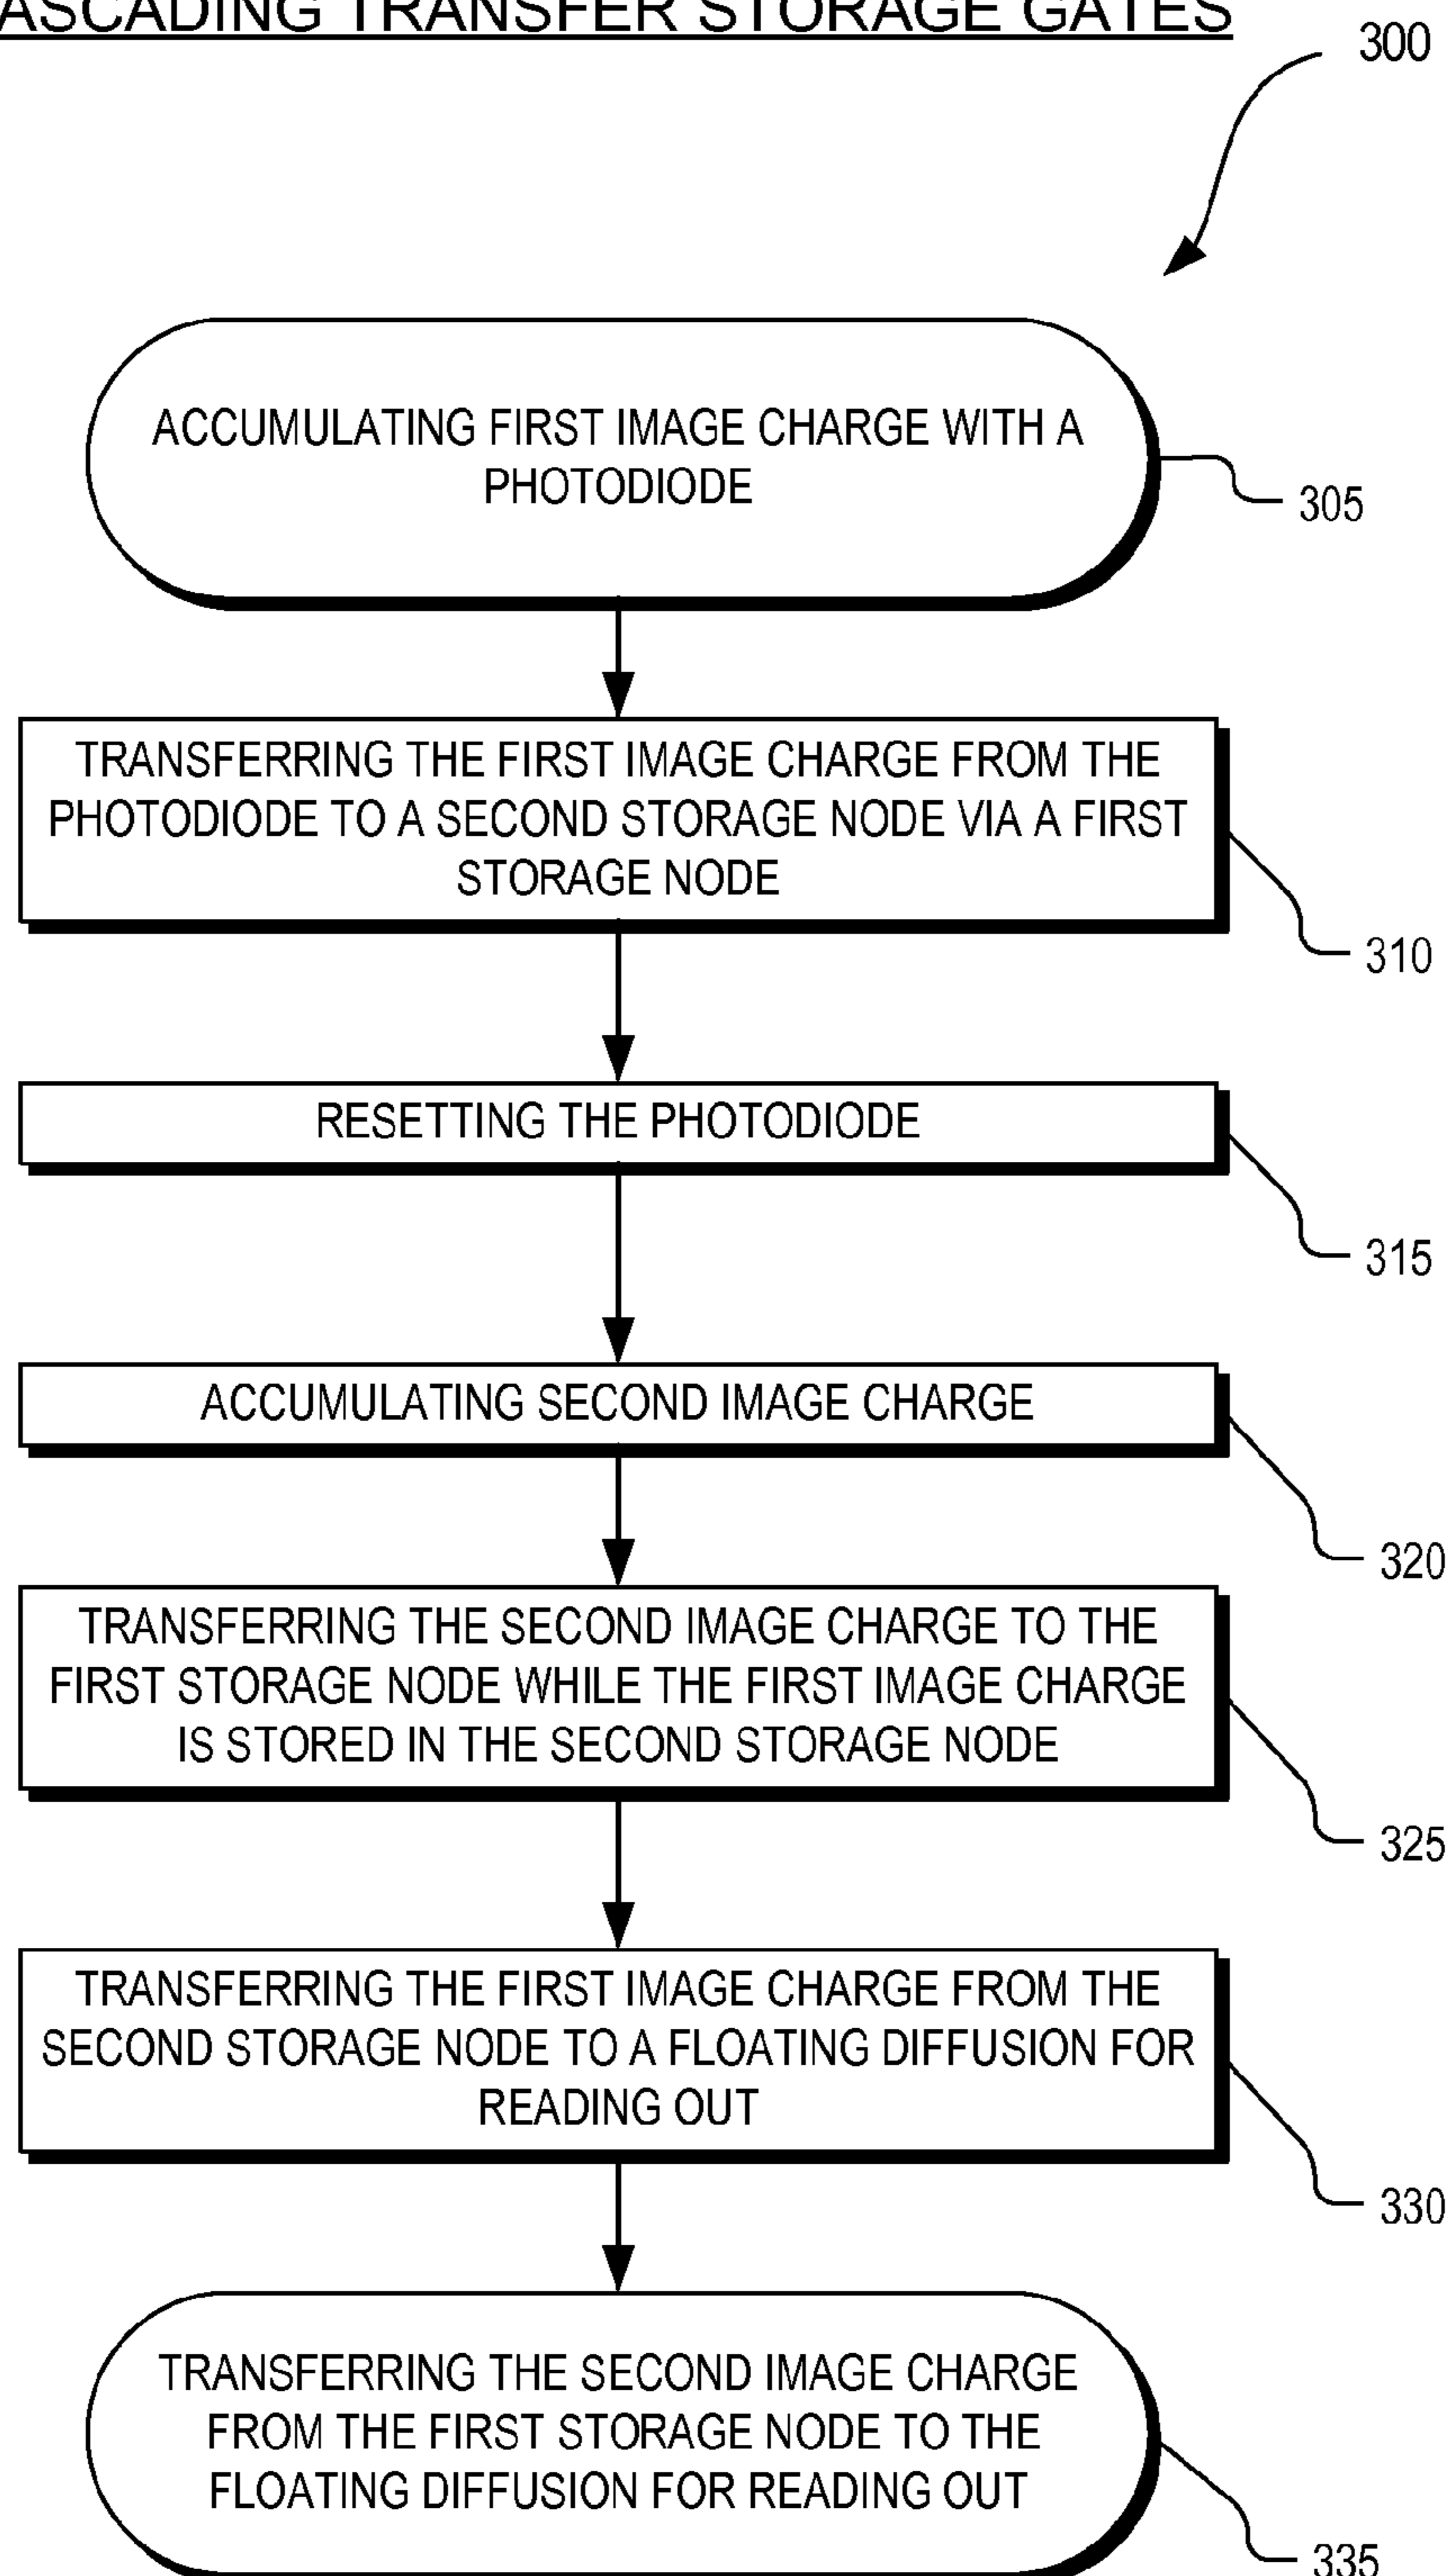 ASCADING TRANSFER STORAGE GATES
300
ACCUMULATING FIRST IMAGE CHARGE WITH A
PHOTODIODE
305
TRANSFERRING THE FIRST IMAGE CHARGE FROM THE
PHOTODIODE TO A SECOND STORAGE NODE VIA A FIRST
STORAGE NODE
310
RESETTING THE PHOTODIODE
315
ACCUMULATING SECOND IMAGE CHARGE
320
TRANSFERRING THE SECOND IMAGE CHARGE TO THE
FIRST STORAGE NODE WHILE THE FIRST IMAGE CHARGE
IS STORED IN THE SECOND STORAGE NODE
325
TRANSFERRING THE FIRST IMAGE CHARGE FROM THE
SECOND STORAGE NODE TO A FLOATING DIFFUSION FOR
READING OUT
330
TRANSFERRING THE SECOND IMAGE CHARGE
FROM THE FIRST STORAGE NODE TO THE
FLOATING DIFFUSION FOR READING OUT
335